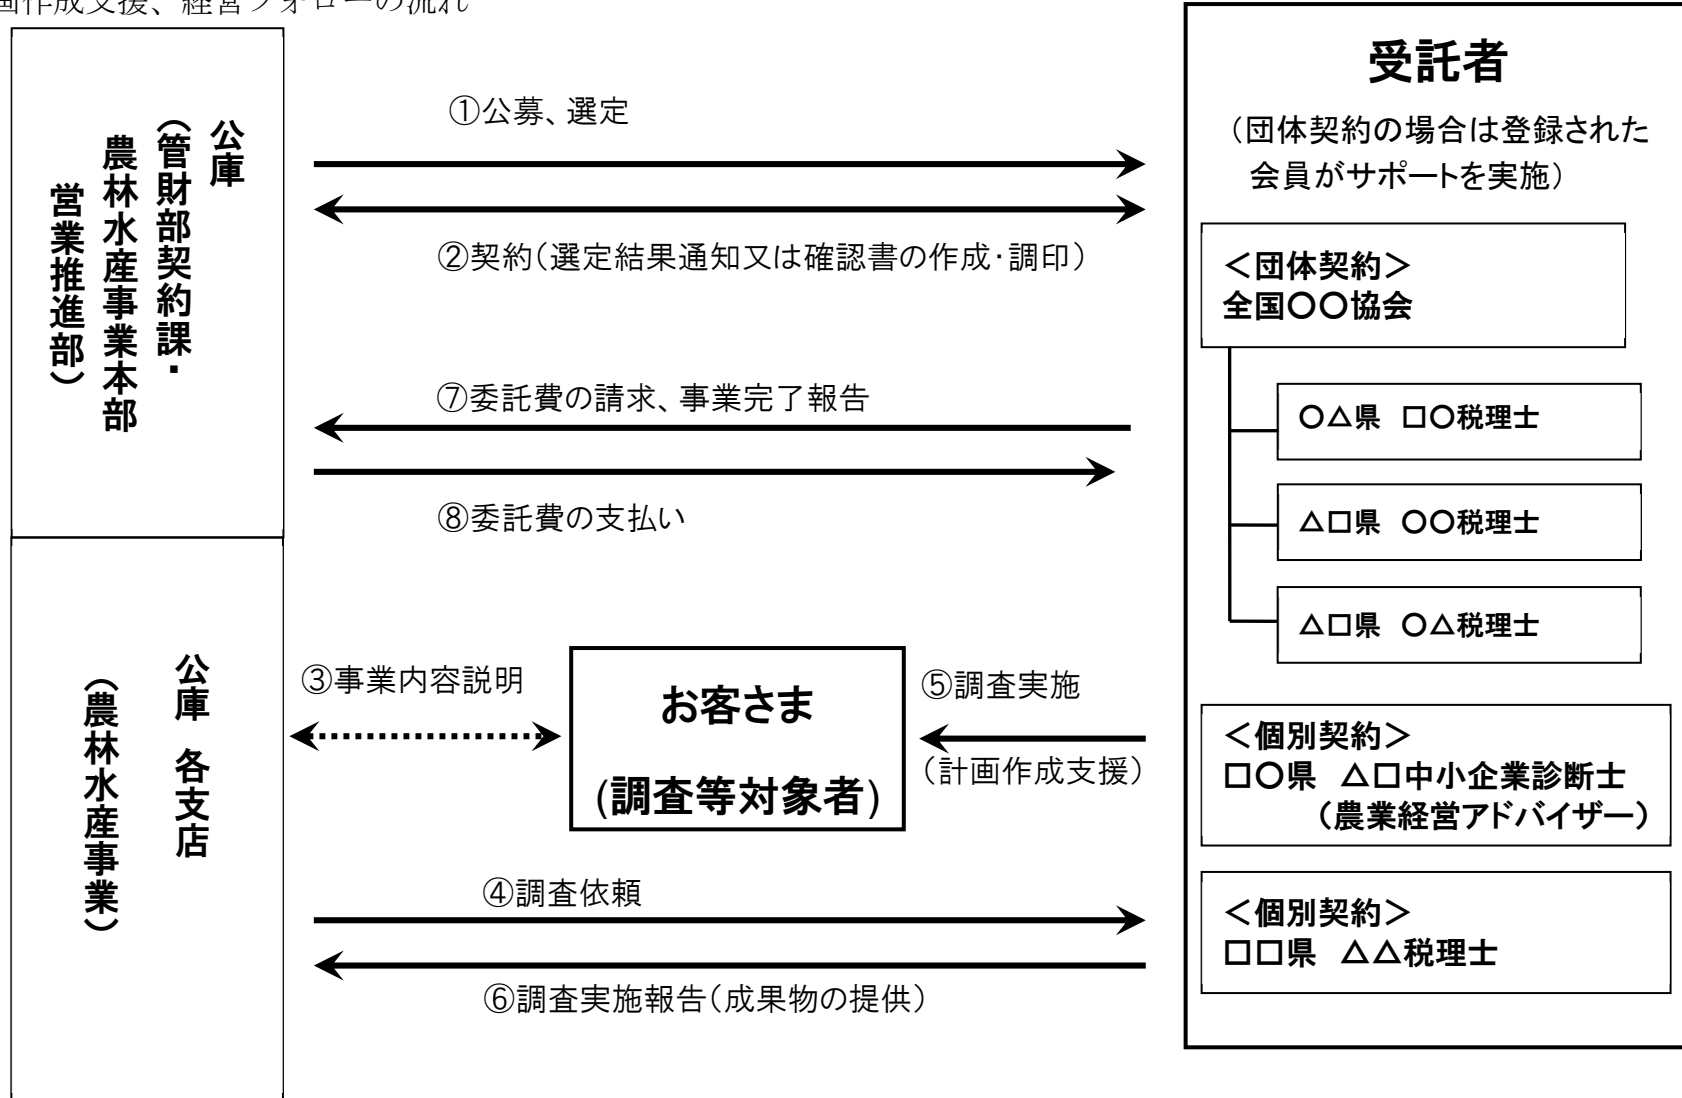 画作成支援、経営フォローの流れ
公庫
（管財部契約課・
農林水産事業本部
営業推進部）
①公募、選定
②契約（選定結果通知又は確認書の作成・調印）
⑦委託費の請求、事業完了報告
⑧委託費の支払い
公庫 各支店
（農林水産事業）
③事業内容説明
お客さま
(調査等対象者)
⑤調査実施
（計画作成支援）
④調査依頼
⑥調査実施報告（成果物の提供）
受託者
（団体契約の場合は登録された
会員がサポートを実施）
＜団体契約＞
全国〇〇協会
〇△県 □〇税理士
△□県 〇〇税理士
△□県 〇△税理士
＜個別契約＞
□〇県 △□中小企業診断士
（農業経営アドバイザー）
＜個別契約＞
□□県 △△税理士